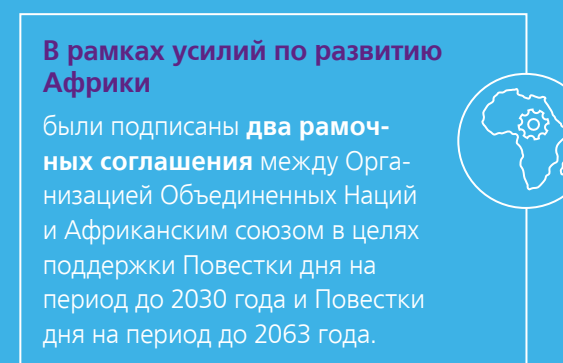 В рамках усилий по развитию
Африки
были подписаны два рамоч-
ных соглашения между Орга-
низацией Объединенных Наций
и Африканским союзом в целях
поддержки Повестки дня на
период до 2030 года и Повестки
дня на период до 2063 года.